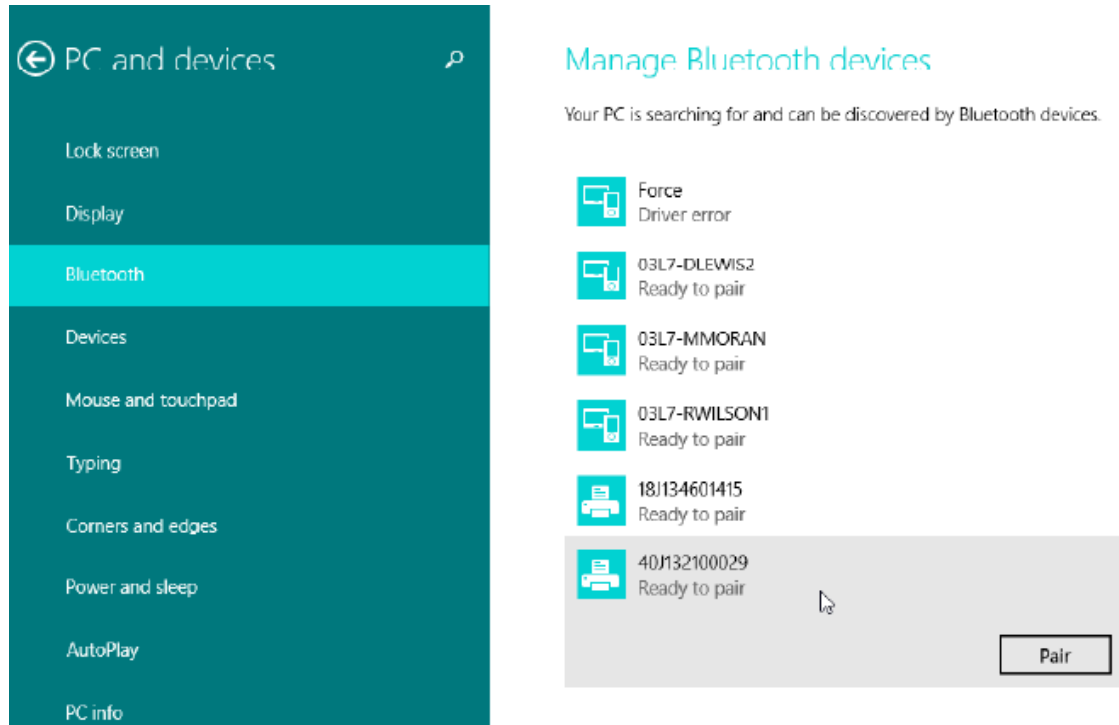 PC and devices
Lock screen
Display
Bluetooth
Devices
Mouse and touchpad
Typing
Corners and edges
Power and sleep
AutoPlay
PC info
Manage Bluetooth devices
Your PC is searching for and can be discovered by Bluetooth devices.
Force
Driver error
03L7-DLEWIS2
Ready to pair
03L7-MMORAN
Ready to pair
03L7-RWILSON1
Ready to pair
18J134601415
Ready to pair
40J132100029
Ready to pair
Pair